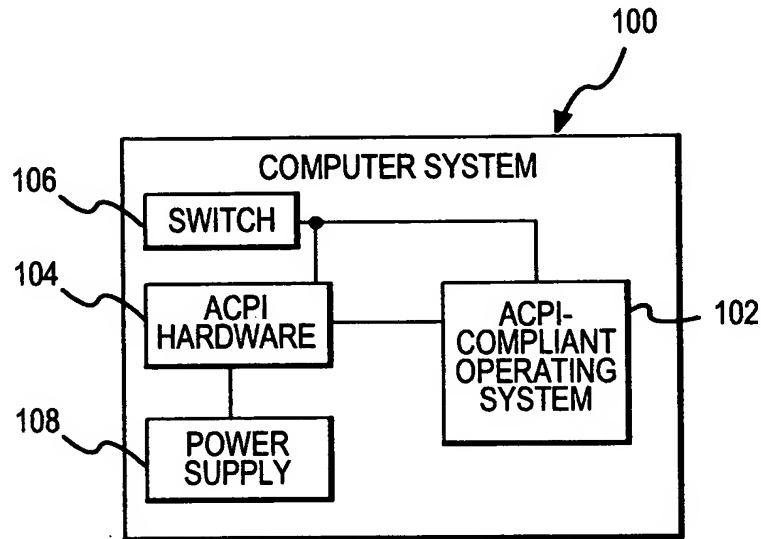 100
COMPUTER SYSTEM
106
SWITCH
104
ACPI
HARDWARE
ACPI-
COMPLIANT
OPERATING
SYSTEM
102
108
POWER
SUPPLY